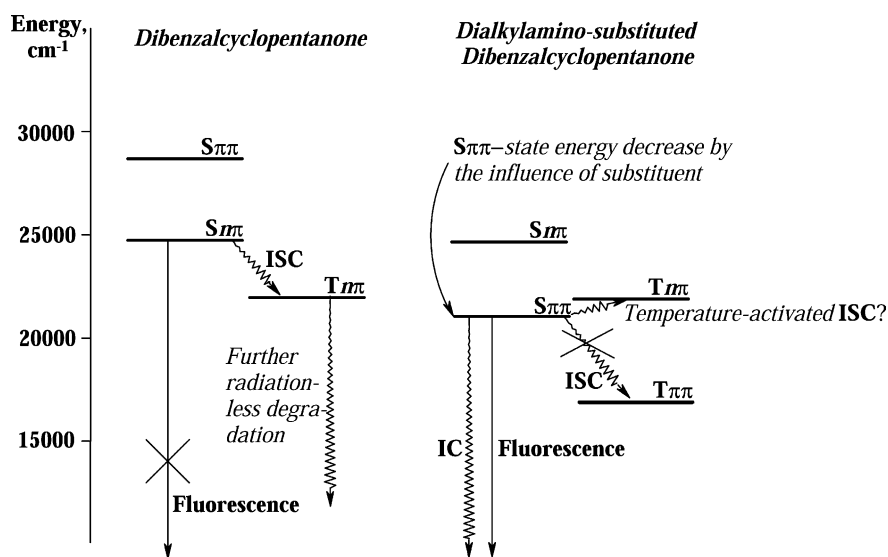 Energy,
cm-1
Dibenzalcyclopentanone
Dialkylamino-substituted
Dibenzalcyclopentanone
30000
25000
20000
15000
Sππ
Snπ
ISC
Tnπ
Further
radiation-
less degra-
dation
Fluorescence
Sππ–state energy decrease by
the influence of substituent
Snπ
Sππ
Tnπ
Temperature-activated ISC?
ISC
Tππ
IC
Fluorescence